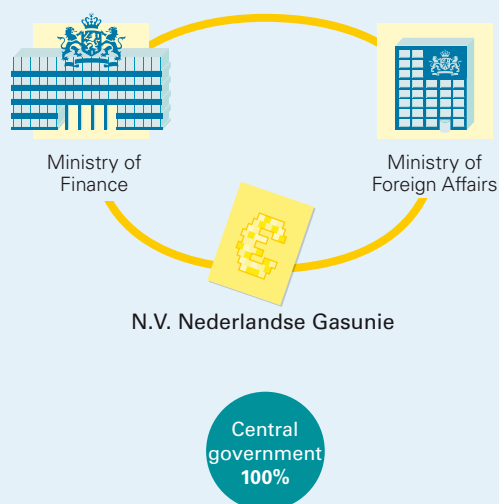 Ministry of
Finance
Ministry of
Foreign Affairs
N.V. Nederlandse Gasunie
Central
government
100%